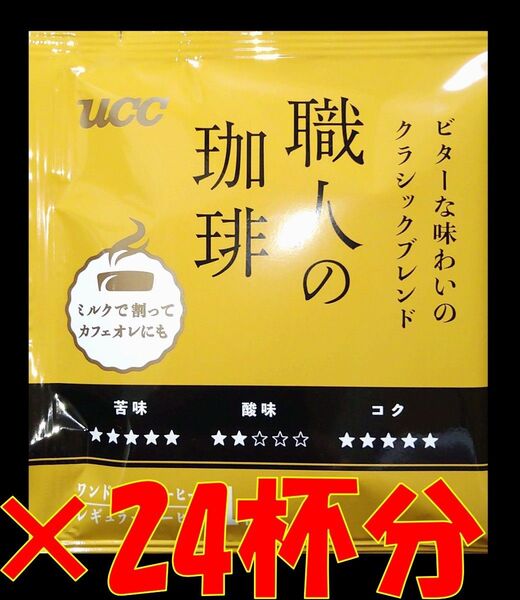 ucc
職人の
珈琲
ビターな味わいの
クラシックブレンド
ミルクで割って
カフェオレにも
苦味 酸味 コク
★★★★★ ★★☆☆☆ ★★★★★
×24杯分